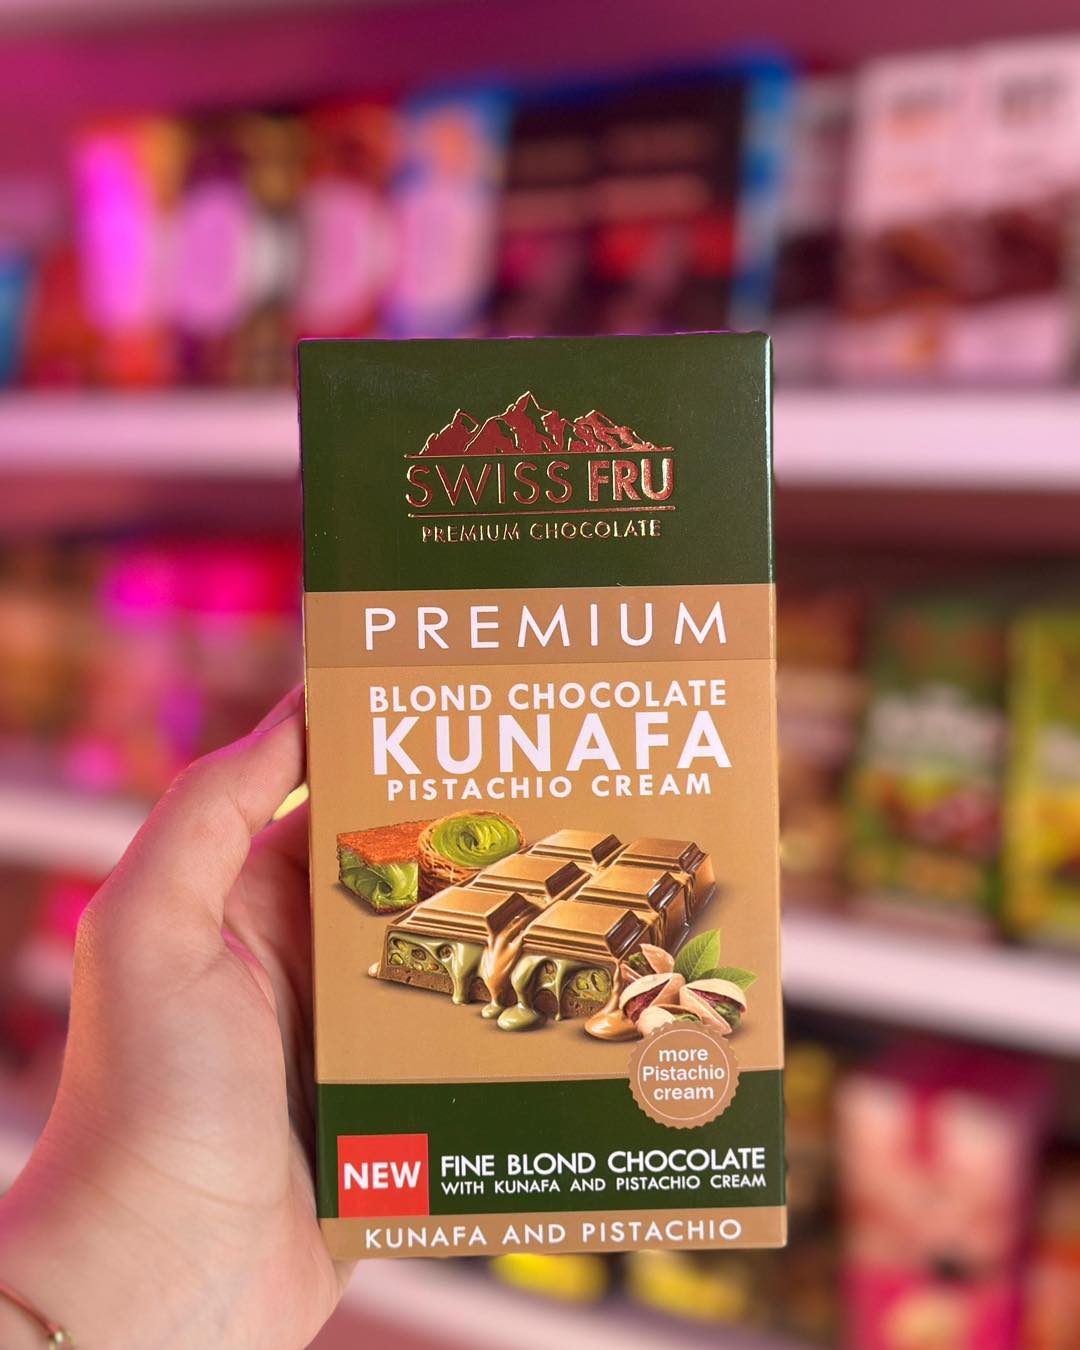 SWISS FRU
PREMIUM CHOCOLATE
PREMIUM
BLOND CHOCOLATE
KUNAFA
PISTACHIO CREAM
more
Pistachio
cream
NEW
FINE BLOND CHOCOLATE
WITH KUNAFA AND PISTACHIO CREAM
KUNAFA AND PISTACHIO